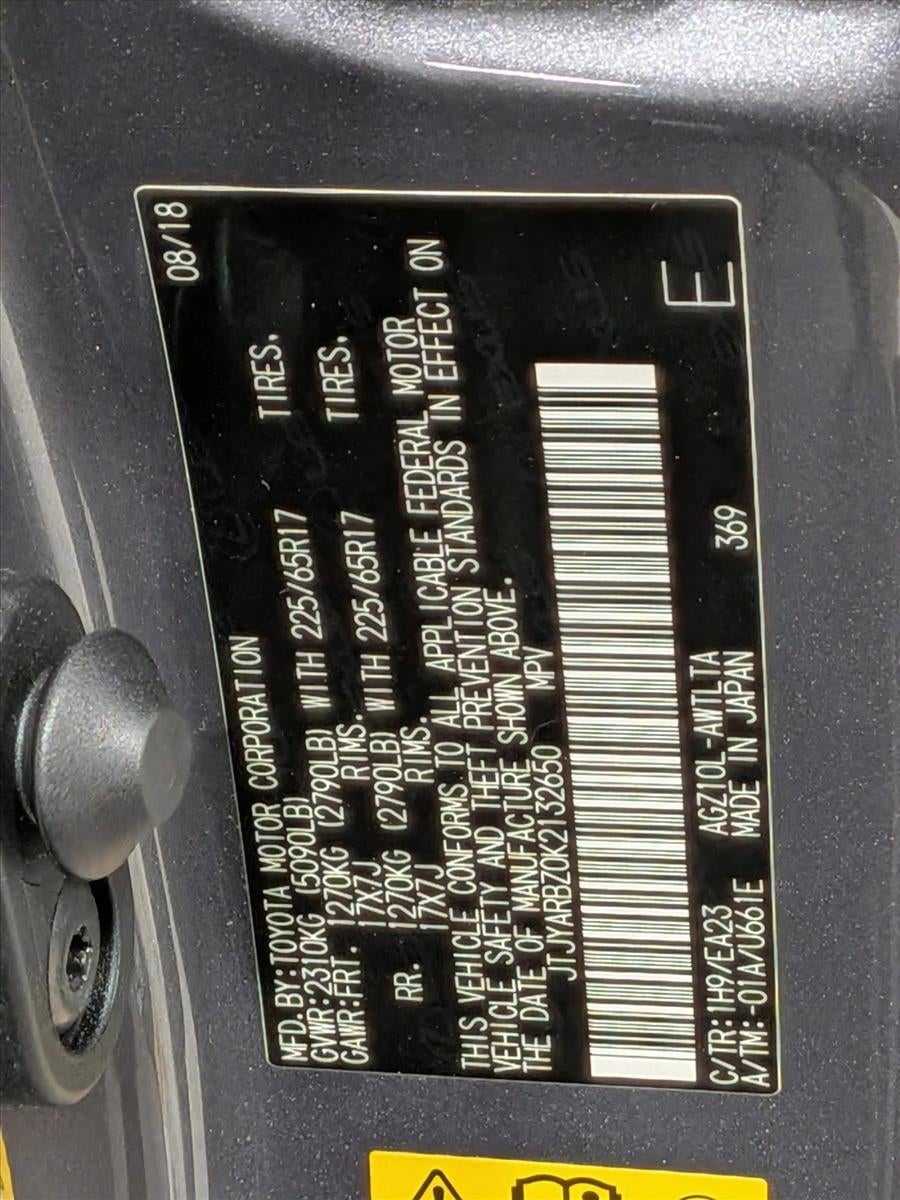 08/18
MFD.BY:TOYOTA MOTOR CORPORATION
GVWR:2310KG (5090LB)
GAWR:FRT. 1270KG (2790LB) WITH 225/65R17 TIRES.
17X7J RIMS.
RR. 1270KG (2790LB) WITH 225/65R17 TIRES.
17X7J RIMS.
THIS VEHICLE CONFORMS TO ALL APPLICABLE FEDERAL MOTOR
VEHICLE SAFETY AND THEFT PREVENTION STANDARDS IN EFFECT ON
THE DATE OF MANUFACTURE SHOWN ABOVE.
JTJYARBZ0K2132650 MPV
C/TR:1H9/EA23 AGZ10L-AWTLTA 369 E
A/TM:-01A/U661E MADE IN JAPAN